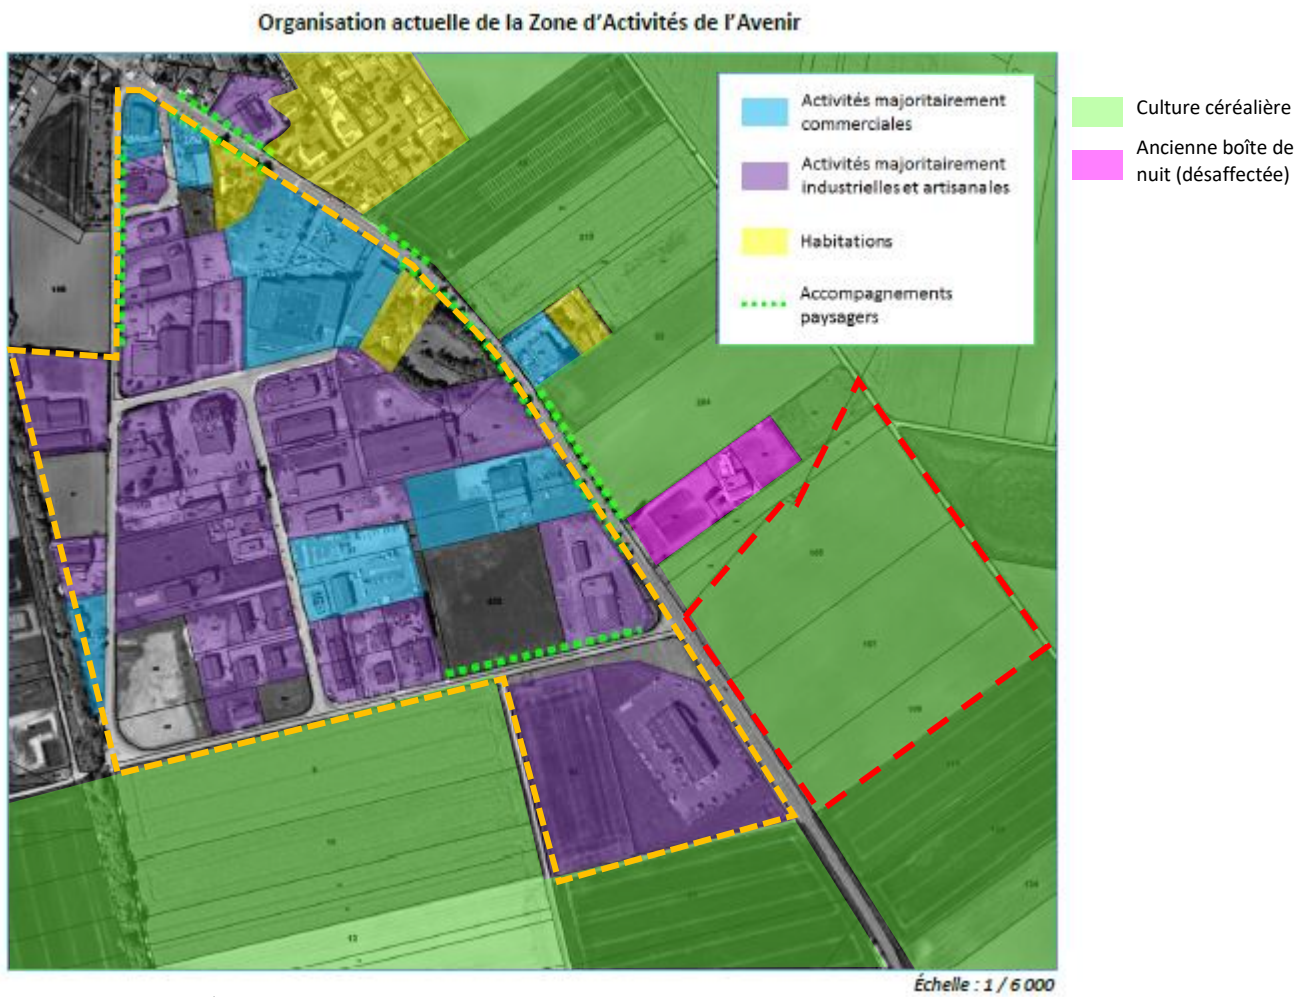 Organisation actuelle de la Zone d'Activités de l'Avenir
Activités majoritairement
commerciales
Activités majoritairement
industrielles et artisanales
Habitations
Accompagnements
paysagers
Culture céréalière
Ancienne boîte de
nuit (désaffectée)
Échelle : 1 / 6 000